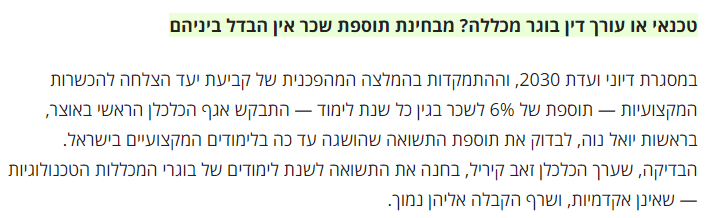 טכנאי או עורך דין בוגר מכללה? מבחינת תוספת שכר אין הבדל ביניהם
במסגרת דיוני ועדת 2030, וההתמקדות בהמלצה המהפכנית של קביעת יעד הצלחה להכשרות
המקצועיות — תוספת של 6% לשכר בגין כל שנת לימוד — התבקש אגף הכלכלן הראשי באוצר,
בראשות יואל נוה, לבדוק את תוספת התשואה שהושגה עד כה בלימודים המקצועיים בישראל.
הבדיקה, שערך הכלכלן זאב קיריל, בחנה את התשואה לשנת לימודים של בוגרי המכללות הטכנולוגיות
— שאינן אקדמיות, ושרף הקבלה אליהן נמוך.